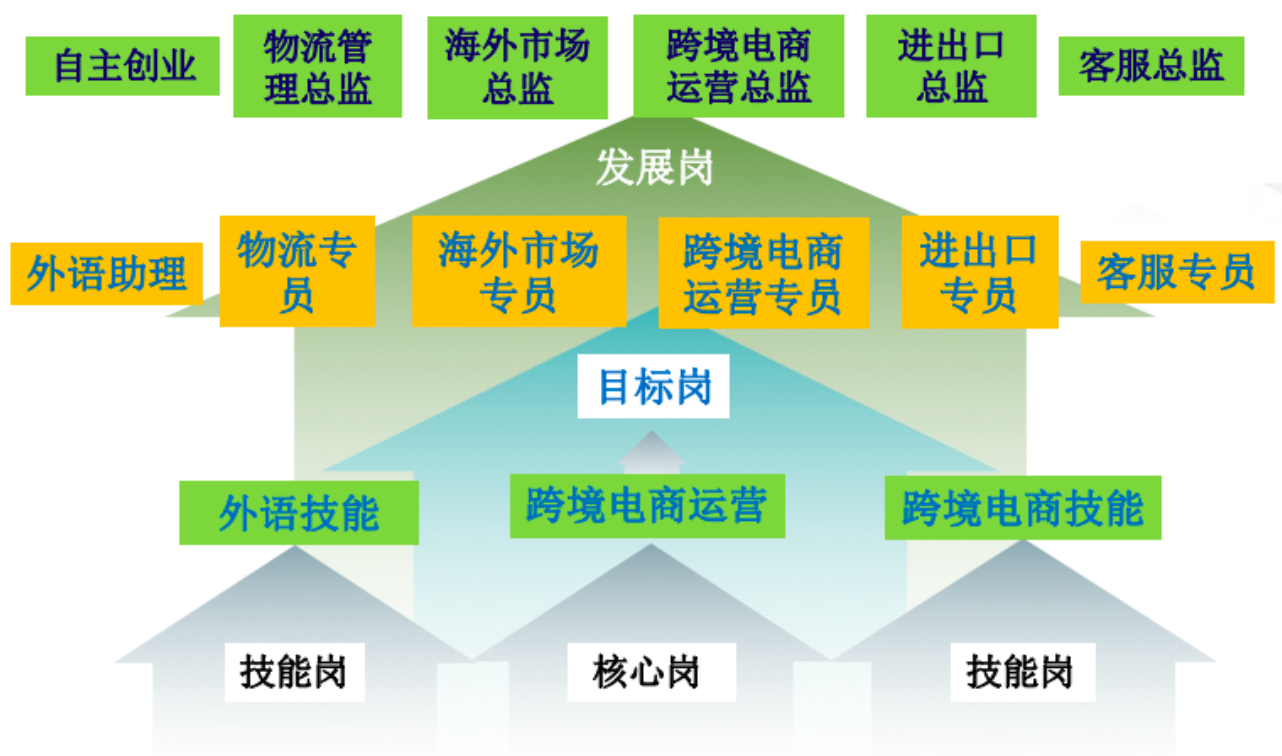 自主创业
物流管
理总监
海外市场
总监
跨境电商
运营总监
进出口
总监
客服总监
发展岗
外语助理
物流专
员
海外市场
专员
跨境电商
运营专员
进出口
专员
客服专员
目标岗
外语技能
跨境电商运营
跨境电商技能
技能岗
核心岗
技能岗